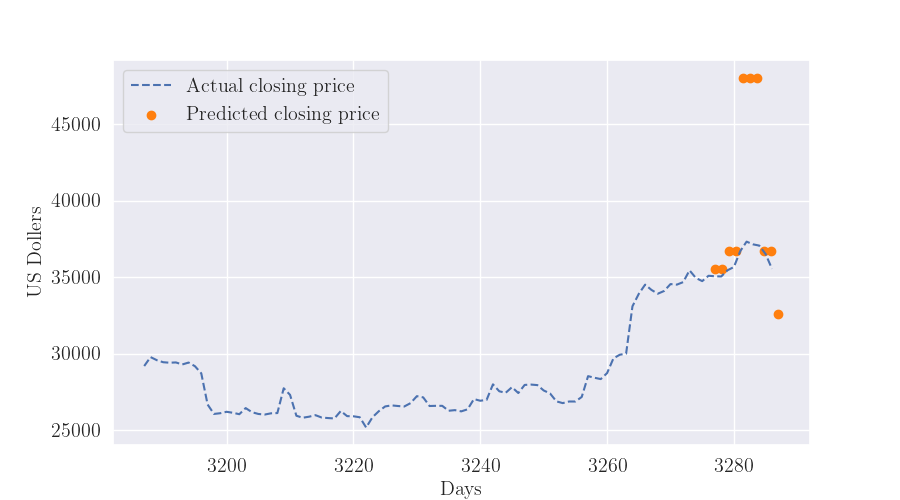 Actual closing price
Predicted closing price
45000
40000
35000
30000
25000
US Dollers
3200 3220 3240 3260 3280
Days